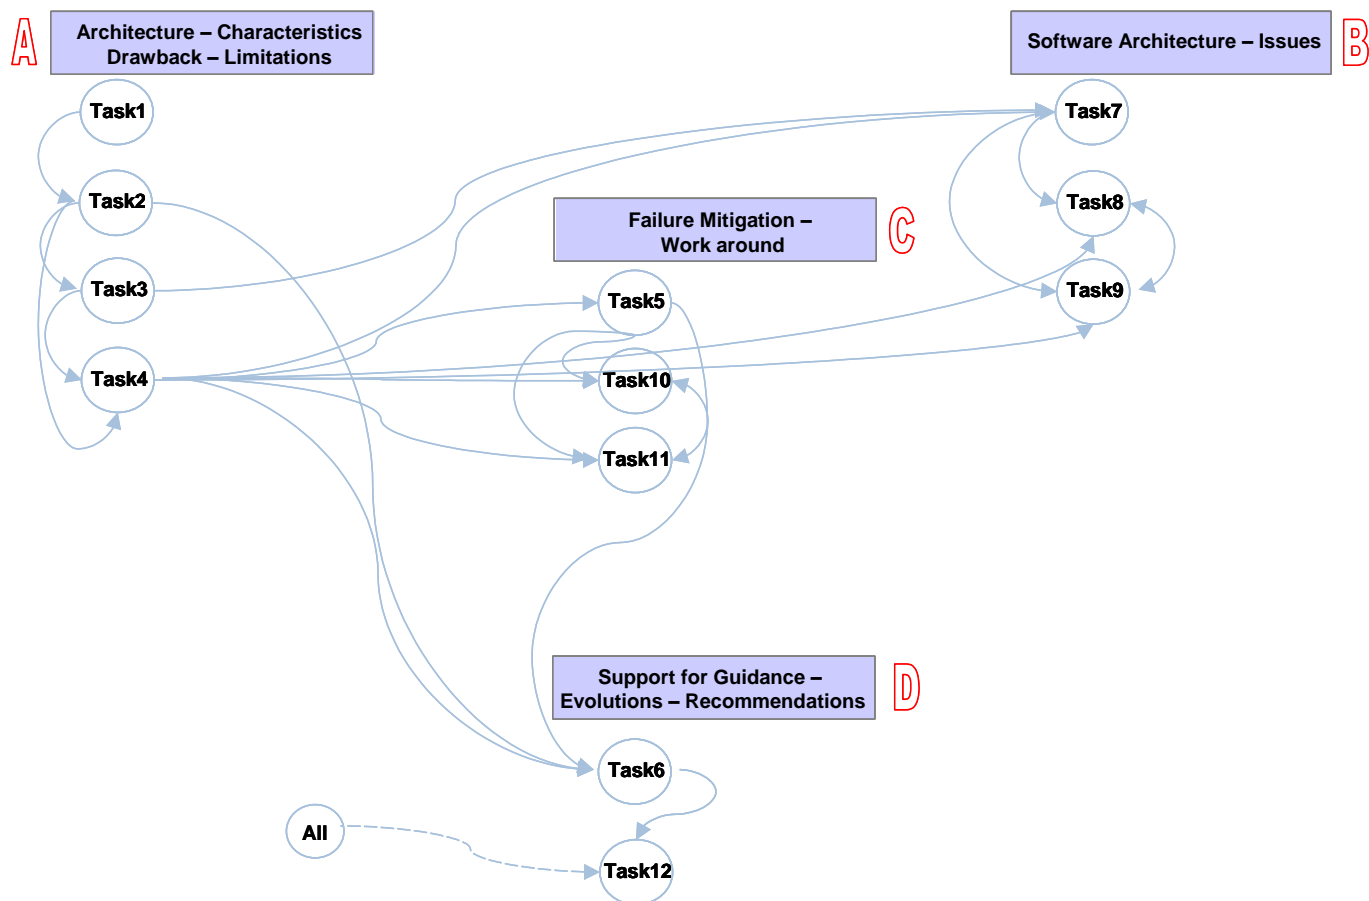 A
Architecture – Characteristics
Drawback – Limitations
Task1
Task2
Task3
Task4
Software Architecture – Issues
B
Task7
Task8
Task9
Failure Mitigation –
Work around
C
Task5
Task10
Task11
Support for Guidance –
Evolutions – Recommendations
D
Task6
All
Task12